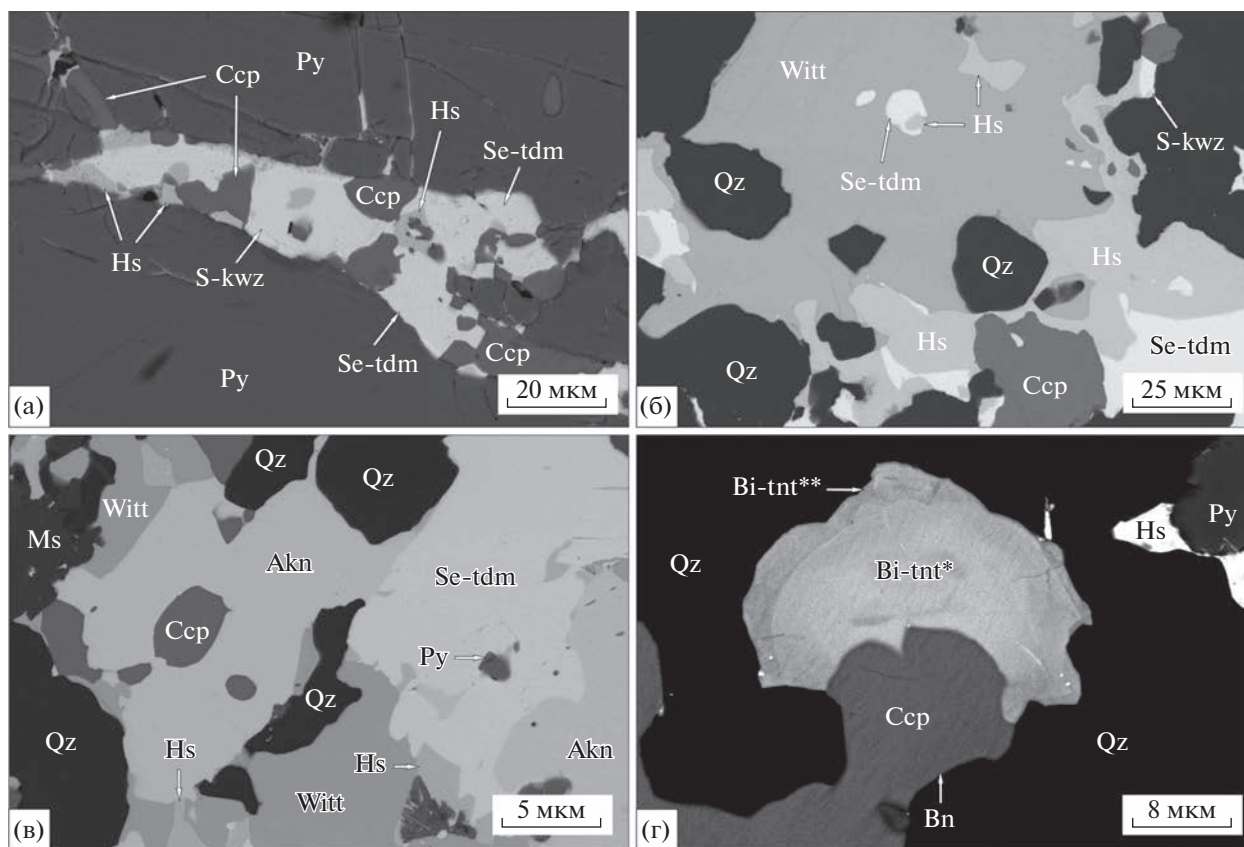 Py
Ccp
Hs
Se-tdm
Ccp
Hs
S-kwz
Se-tdm
Ccp
Py
(а)
20 мкм
Witt
Hs
S-kwz
Qz
Se-tdm
Qz
Hs
Hs
Se-tdm
Qz
Ccp
(б)
25 мкм
Qz
Qz
Witt
Ms
Akn
Se-tdm
Ccp
Py
Qz
Qz
Hs
Hs
Akn
Witt
(в)
5 мкм
Bi-tnt**
Py
Hs
Qz
Bi-tnt*
Ccp
Qz
Bn
(г)
8 мкм